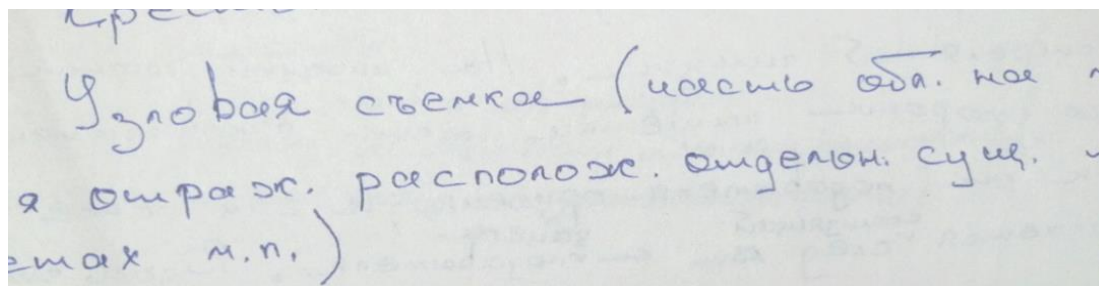 Узловая съемка (часть обл. на
я отраж. располож. отдельн. сущ.
етах м.п.)